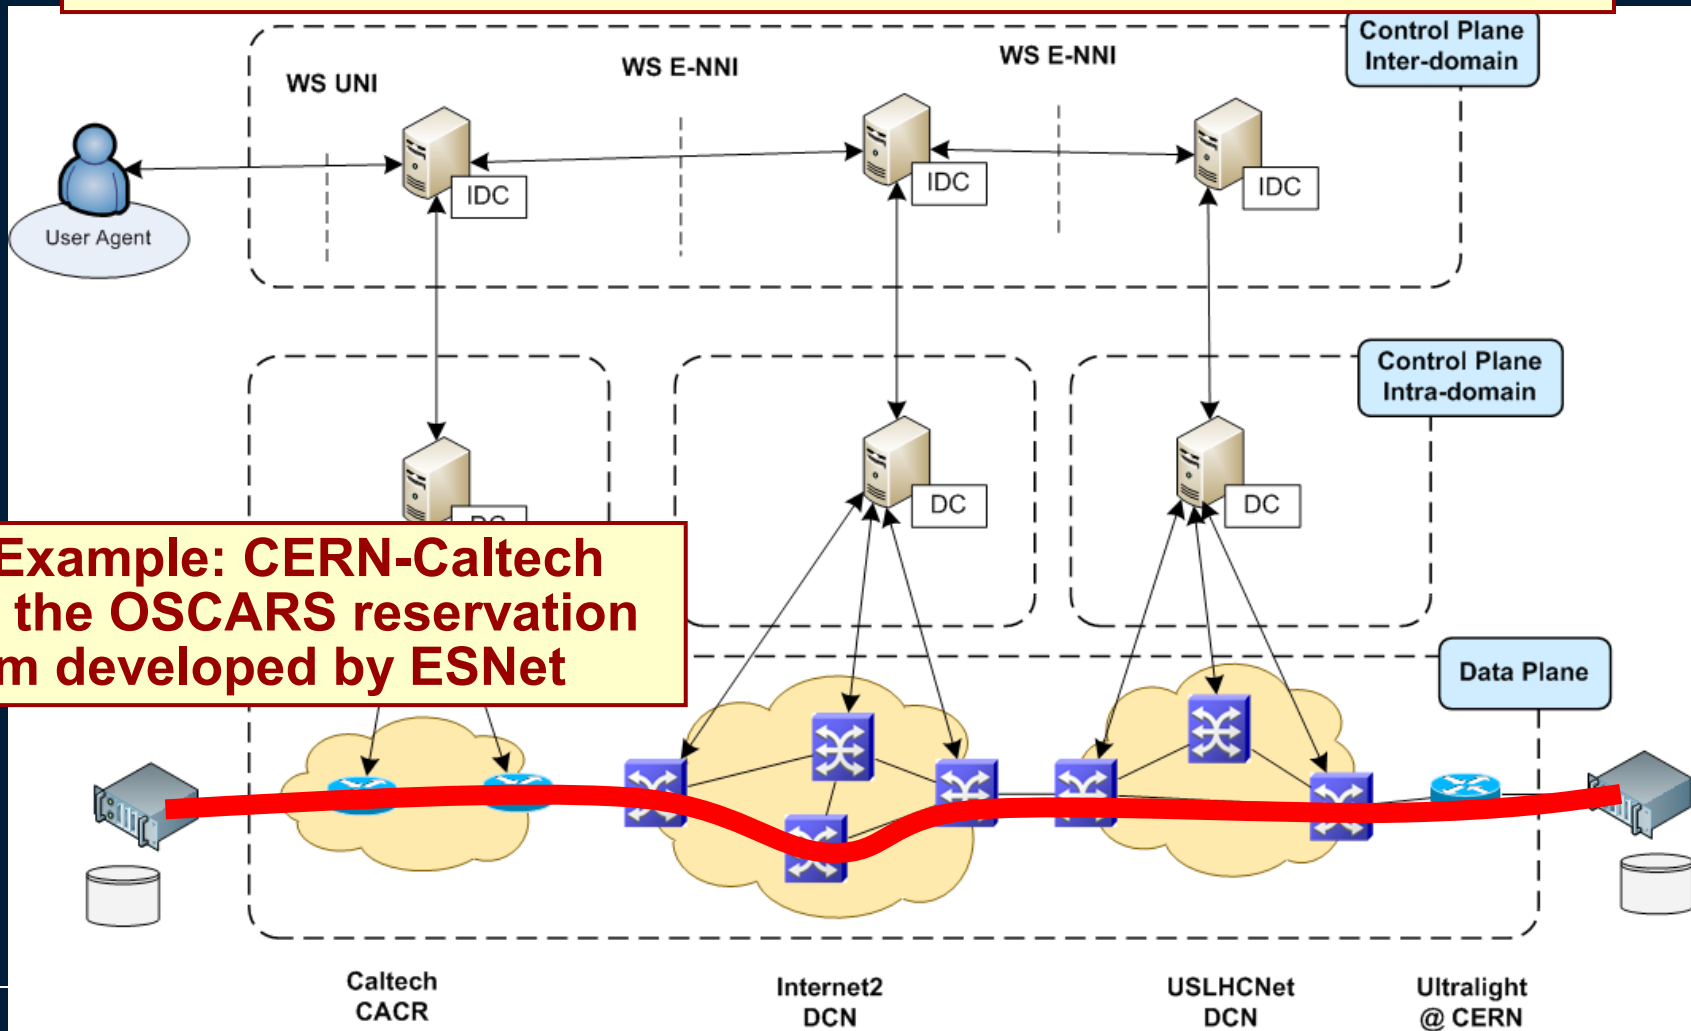 Control Plane
Inter-domain
WS UNI
WS E-NNI
WS E-NNI
IDC
IDC
IDC
User Agent
Control Plane
Intra-domain
DC
DC
Example: CERN-Caltech
the OSCARS reservation
developed by ESNet
Data Plane
Caltech
CACR
Internet2
DCN
USLHCNet
DCN
Ultralight
@ CERN